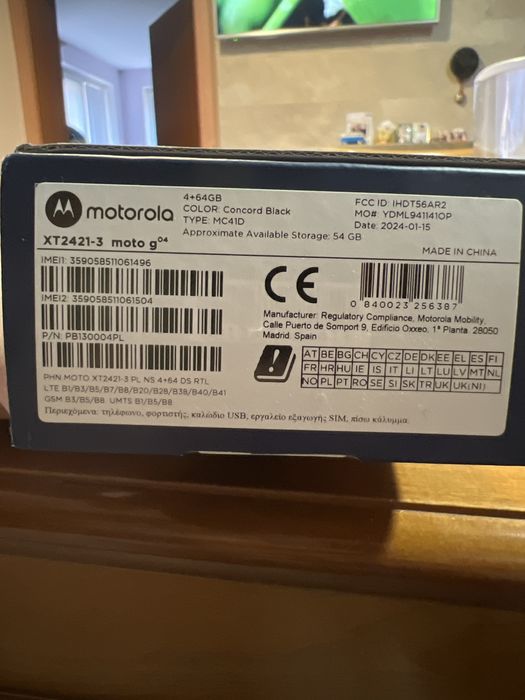 motorola
4+64GB
COLOR: Concord Black
TYPE: MC41D
Approximate Available Storage: 54 GB
FCC ID: IHDT56AR2
MO# YDML941141OP
Date: 2024-01-15
XT2421-3 moto g04
MADE IN CHINA
IMEI1: 359058511061496
IMEI2: 359058511061504
P/N: PB130004PL
CE
0 840023 256387
Manufacturer: Regulatory Compliance, Motorola Mobility,
Calle Puerto de Somport 9, Edificio Oxxeo, 1ª Planta 28050
Madrid. Spain
AT BE BG CH CY CZ DE DK EE EL ES FI
FR HR HU IE IS IT LI LT LU LV MT NL
NO PL PT RO SE SI SK TR UK UK(NI)
PHN MOTO XT2421-3 PL NS 4+64 DS RTL
LTE B1/B3/B5/B7/B8/B20/B28/B38/B40/B41
GSM B3/B5/B8 UMTS B1/B5/B8
Περιεχόμενα: τηλέφωνο, φορτιστής, καλώδιο USB, εργαλείο εξαγωγής SIM, πίσω κάλυμμα.